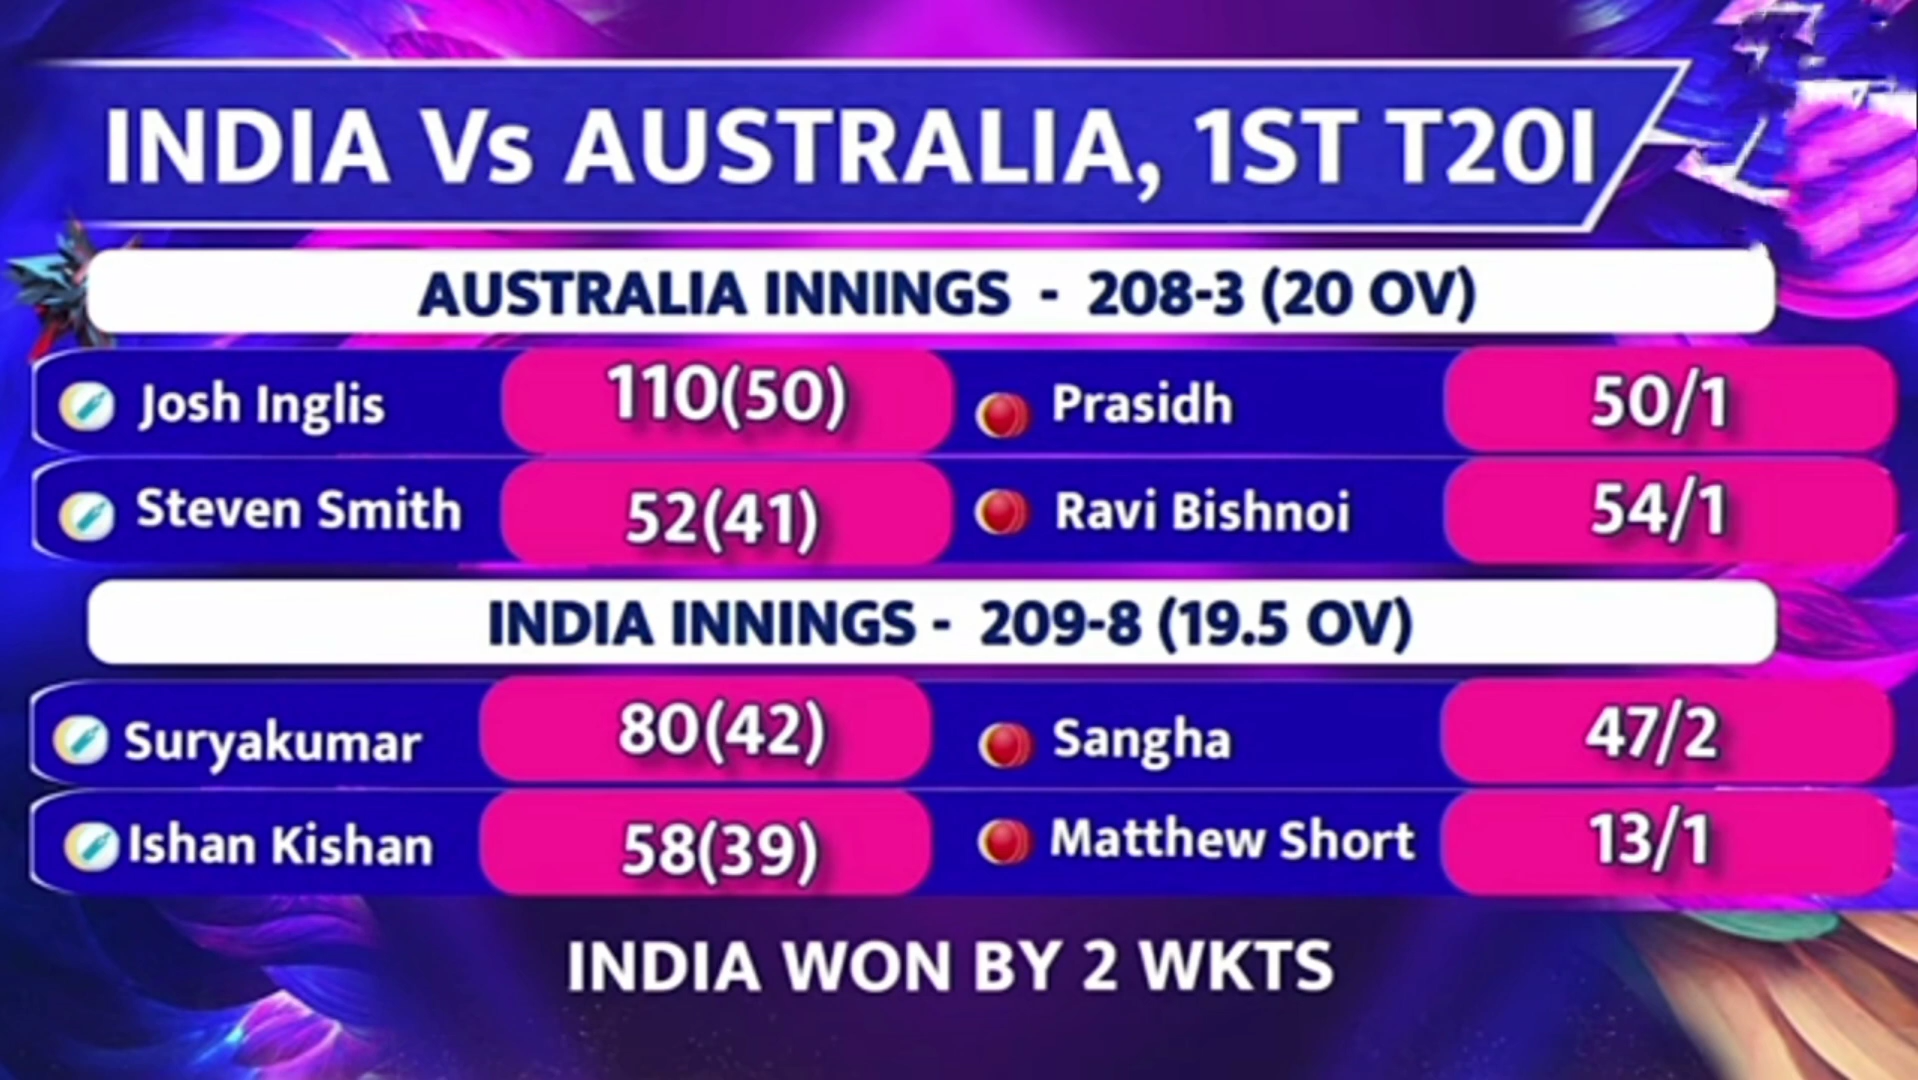 INDIA Vs AUSTRALIA, 1ST T20I
AUSTRALIA INNINGS - 208-3 (20 OV)
Josh Inglis 110(50) Prasidh 50/1
Steven Smith 52(41) Ravi Bishnoi 54/1
INDIA INNINGS - 209-8 (19.5 OV)
Suryakumar 80(42) Sangha 47/2
Ishan Kishan 58(39) Matthew Short 13/1
INDIA WON BY 2 WKTS